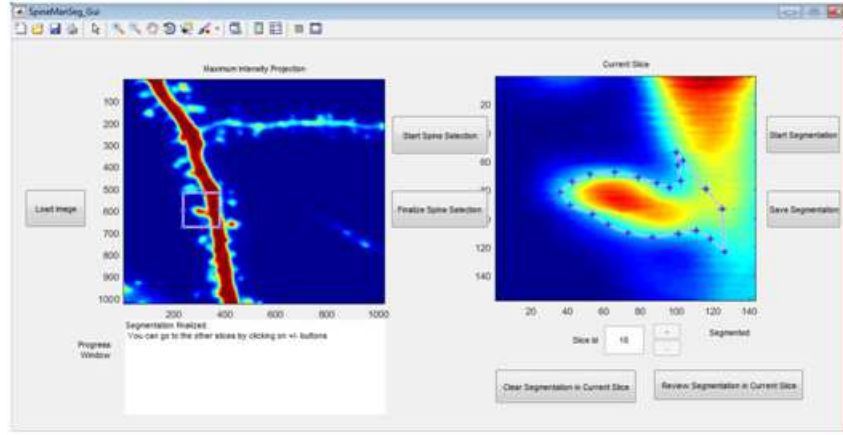 SpineManSeg_Gui
Maximum Intensity Projection
Current Slice
100
200
300
400
500
600
700
800
900
1000
200
400
600
800
1000
Load Image
Start Spine Selection
Finalize Spine Selection
20
60
80
100
120
140
20
40
60
80
100
120
140
Start Segmentation
Save Segmentation
Progress
Window
Segmentation finalized
You can go to the other slices by clicking on +/- buttons
Slice Id
+
-
Segmented
Clear Segmentation in Current Slice
Review Segmentation in Current Slice